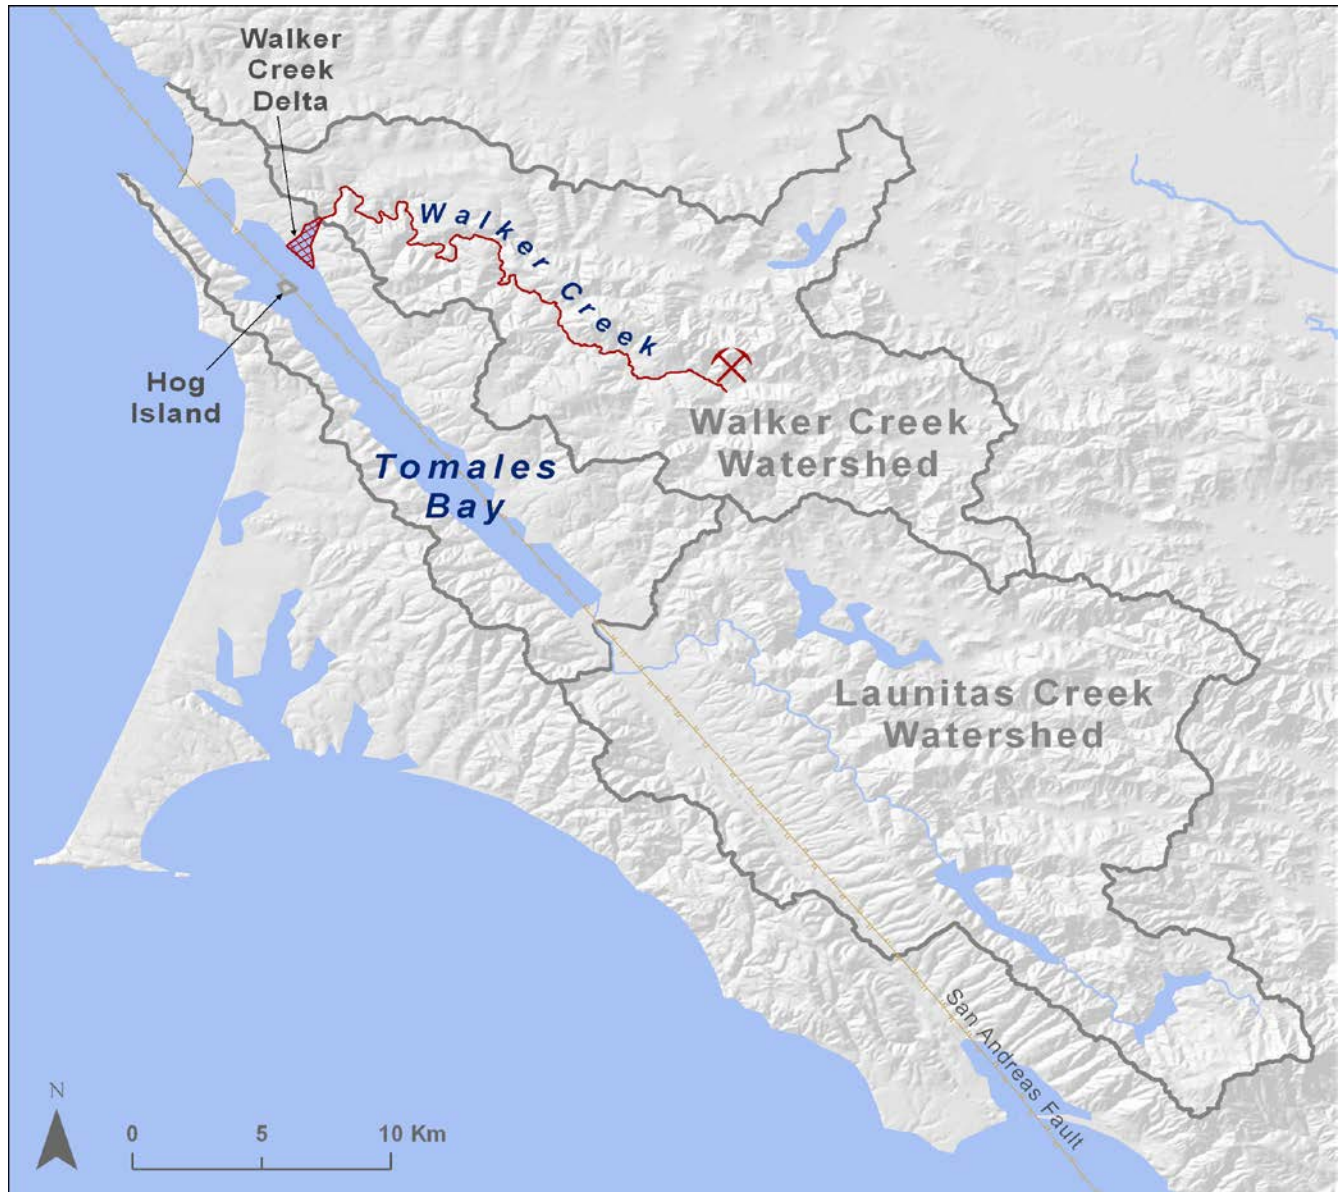 Walker
Creek
Delta
Walker Creek
Hog
Island
Walker Creek
Watershed
Tomales
Bay
Launitas Creek
Watershed
San Andreas Fault
N
0 5 10 Km